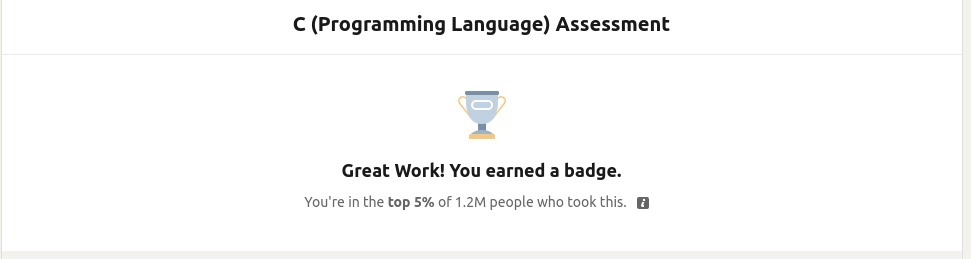 C (Programming Language) Assessment
Great Work! You earned a badge.
You're in the top 5% of 1.2M people who took this. i